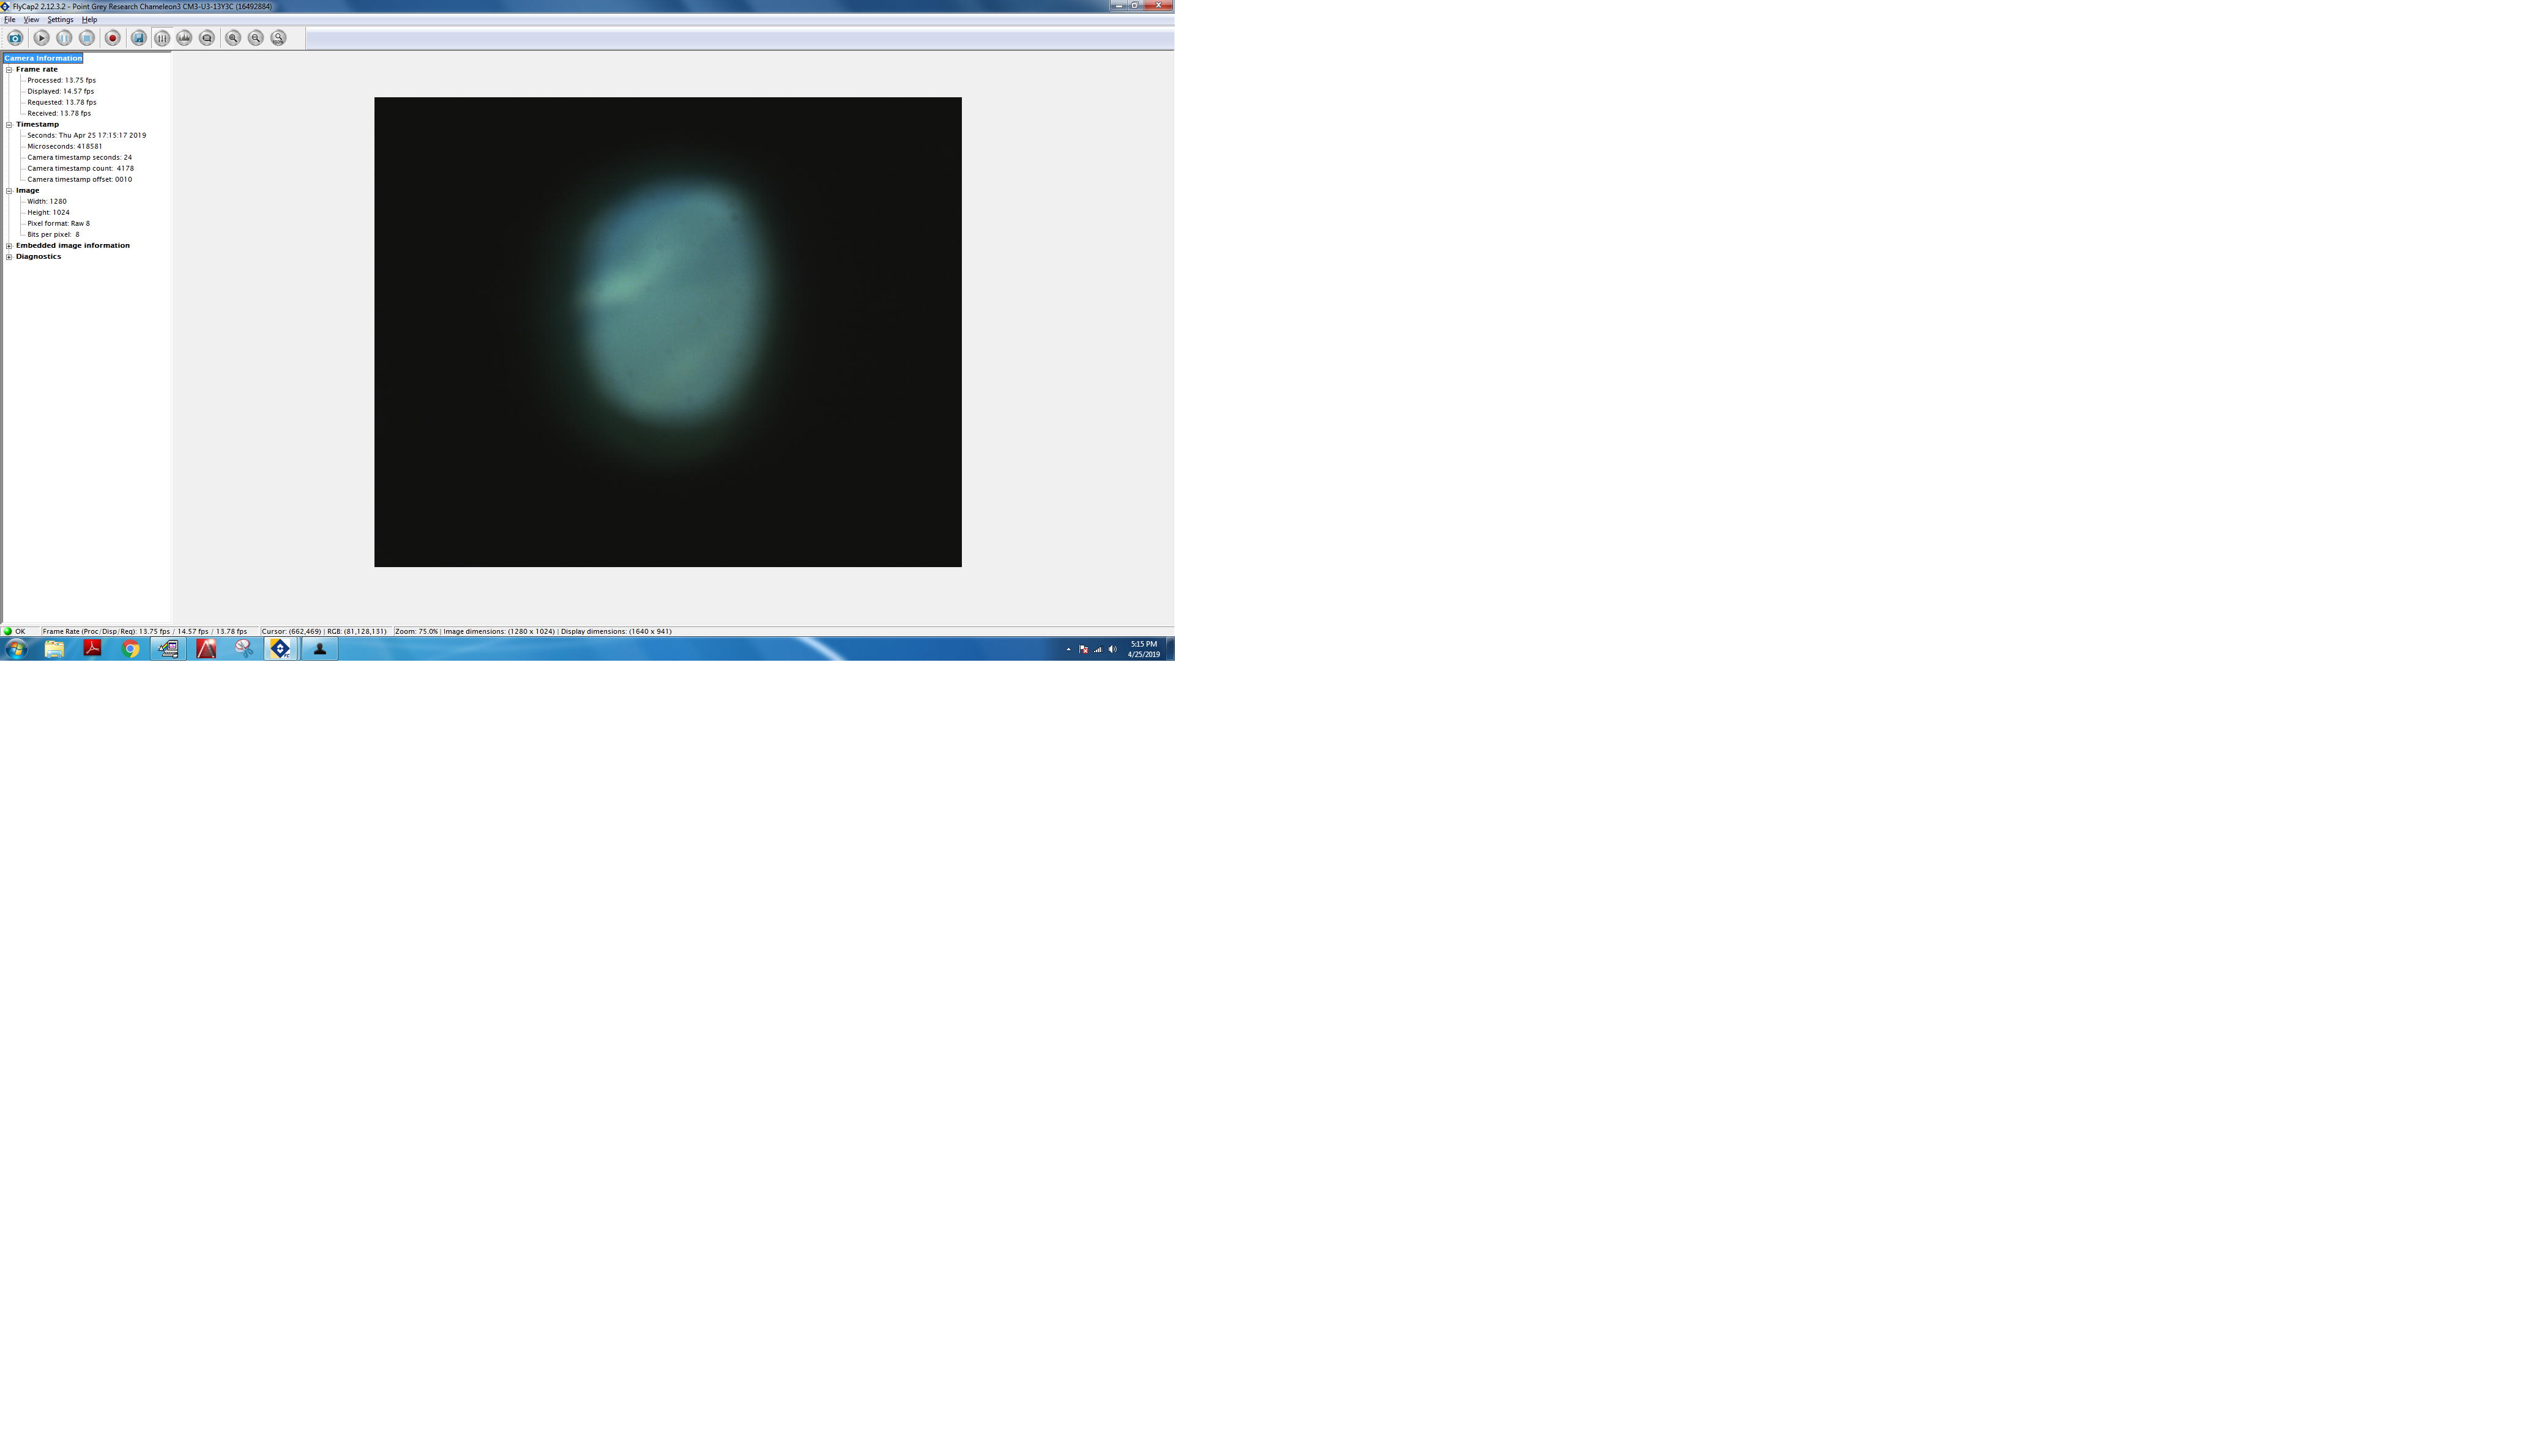 FlyCap2 2.12.3.2 - Point Grey Research Chameleon3 CM3-U3-13Y3C (16492884)
File View Settings Help
Camera Information
Frame rate
Processed: 13.75 fps
Displayed: 14.57 fps
Requested: 13.78 fps
Received: 13.78 fps
Timestamp
Seconds: Thu Apr 25 17:15:17 2019
Microseconds: 418581
Camera timestamp seconds: 24
Camera timestamp count: 4178
Camera timestamp offset: 0010
Image
Width: 1280
Height: 1024
Pixel format: Raw 8
Bits per pixel: 8
Embedded image information
Diagnostics
OK Frame Rate (Proc/Disp/Req): 13.75 fps / 14.57 fps / 13.78 fps Cursor: (662,469) | RGB: (81,128,131) Zoom: 75.0% | Image dimensions: (1280 x 1024) | Display dimensions: (1640 x 941)
5:15 PM
4/25/2019